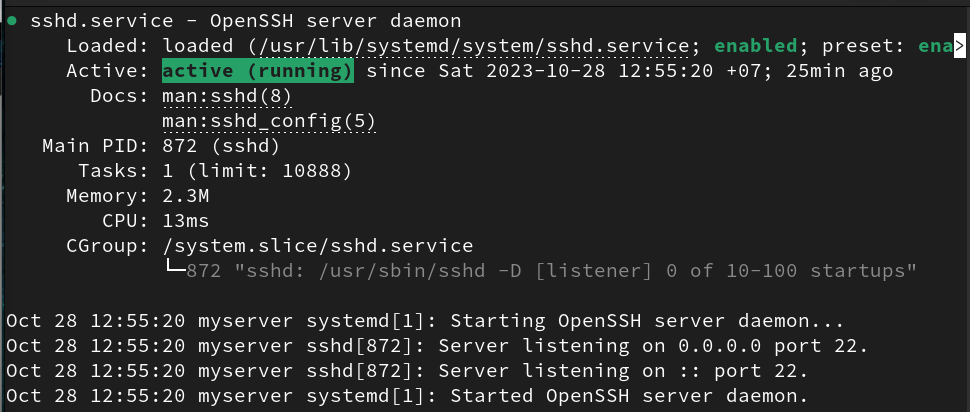 ● sshd.service - OpenSSH server daemon
Loaded: loaded (/usr/lib/systemd/system/sshd.service; enabled; preset: ena>
Active: active (running) since Sat 2023-10-28 12:55:20 +07; 25min ago
Docs: man:sshd(8)
man:sshd_config(5)
Main PID: 872 (sshd)
Tasks: 1 (limit: 10888)
Memory: 2.3M
CPU: 13ms
CGroup: /system.slice/sshd.service
└─872 "sshd: /usr/sbin/sshd -D [listener] 0 of 10-100 startups"
Oct 28 12:55:20 myserver systemd[1]: Starting OpenSSH server daemon...
Oct 28 12:55:20 myserver sshd[872]: Server listening on 0.0.0.0 port 22.
Oct 28 12:55:20 myserver sshd[872]: Server listening on :: port 22.
Oct 28 12:55:20 myserver systemd[1]: Started OpenSSH server daemon.